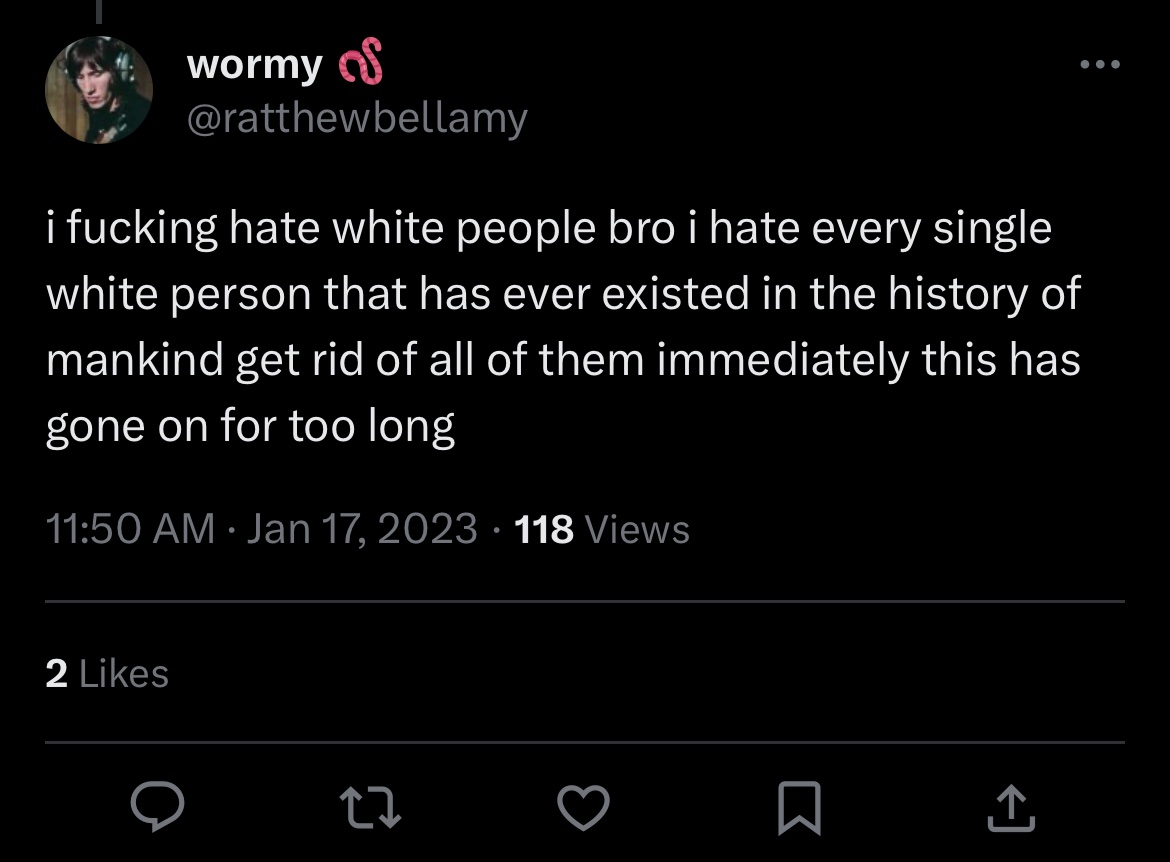 wormy 🪱
@ratthewbellamy
i fucking hate white people bro i hate every single
white person that has ever existed in the history of
mankind get rid of all of them immediately this has
gone on for too long
11:50 AM · Jan 17, 2023 · 118 Views
2 Likes